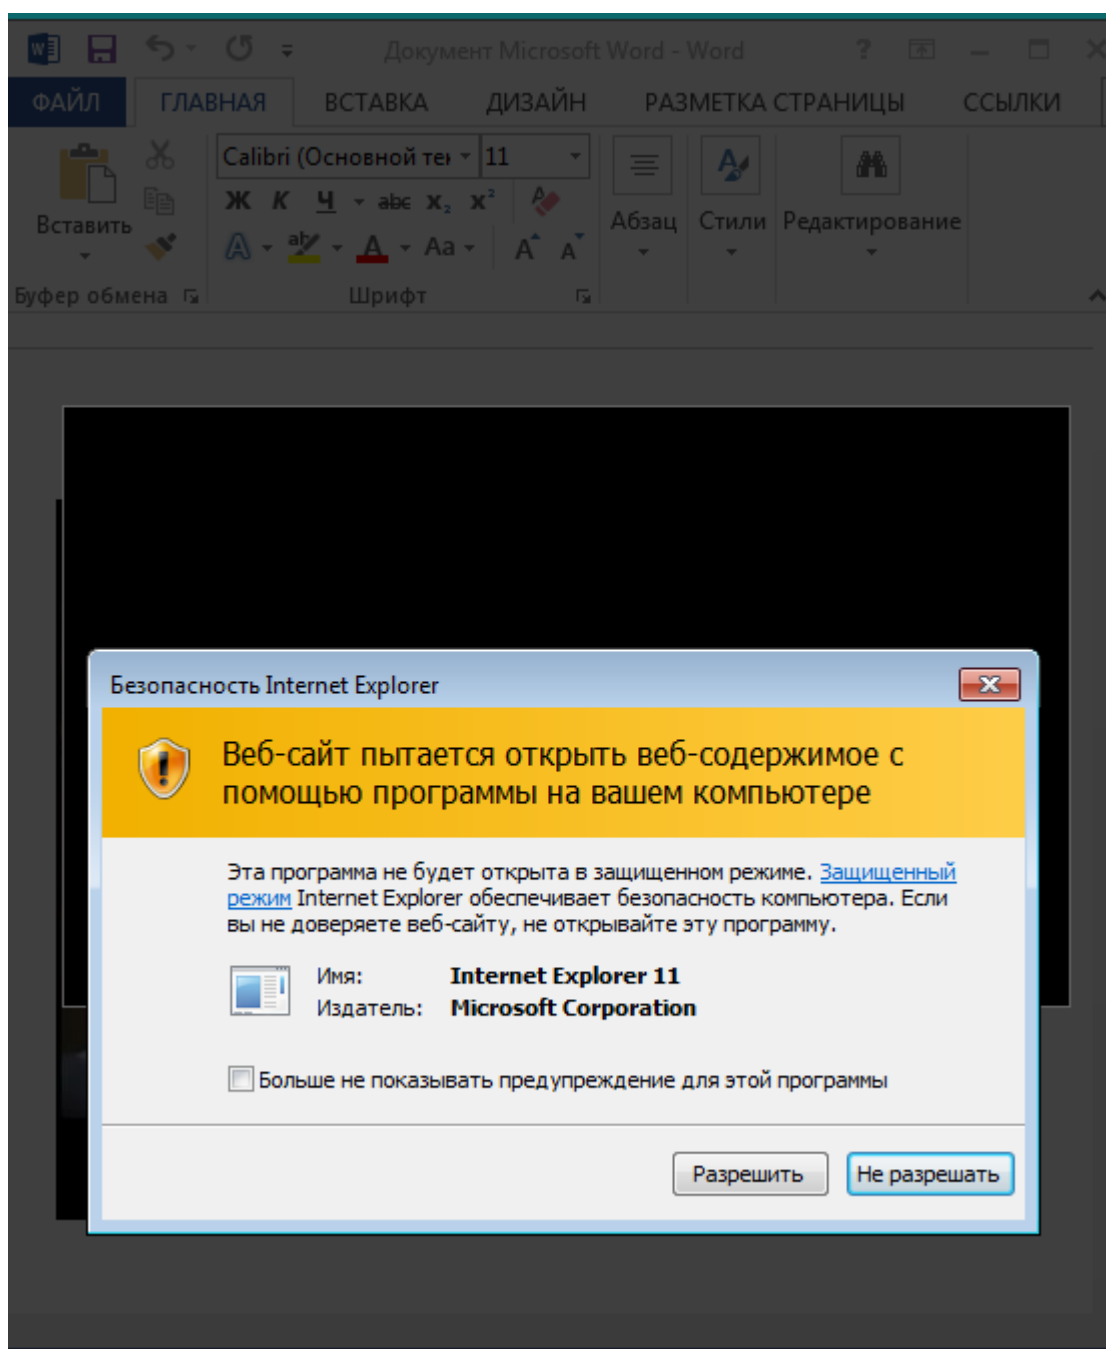 Документ Microsoft Word - Word
ФАЙЛ ГЛАВНАЯ ВСТАВКА ДИЗАЙН РАЗМЕТКА СТРАНИЦЫ ССЫЛКИ
Calibri (Основной тек 11
Ж К Ч abc x₂ x²
Вставить
Абзац Стили Редактирование
A ab A Aa A A
Буфер обмена Шрифт
Безопасность Internet Explorer
Веб-сайт пытается открыть веб-содержимое с
помощью программы на вашем компьютере
Эта программа не будет открыта в защищенном режиме. Защищенный
режим Internet Explorer обеспечивает безопасность компьютера. Если
вы не доверяете веб-сайту, не открывайте эту программу.
Имя: Internet Explorer 11
Издатель: Microsoft Corporation
Больше не показывать предупреждение для этой программы
Разрешить Не разрешать